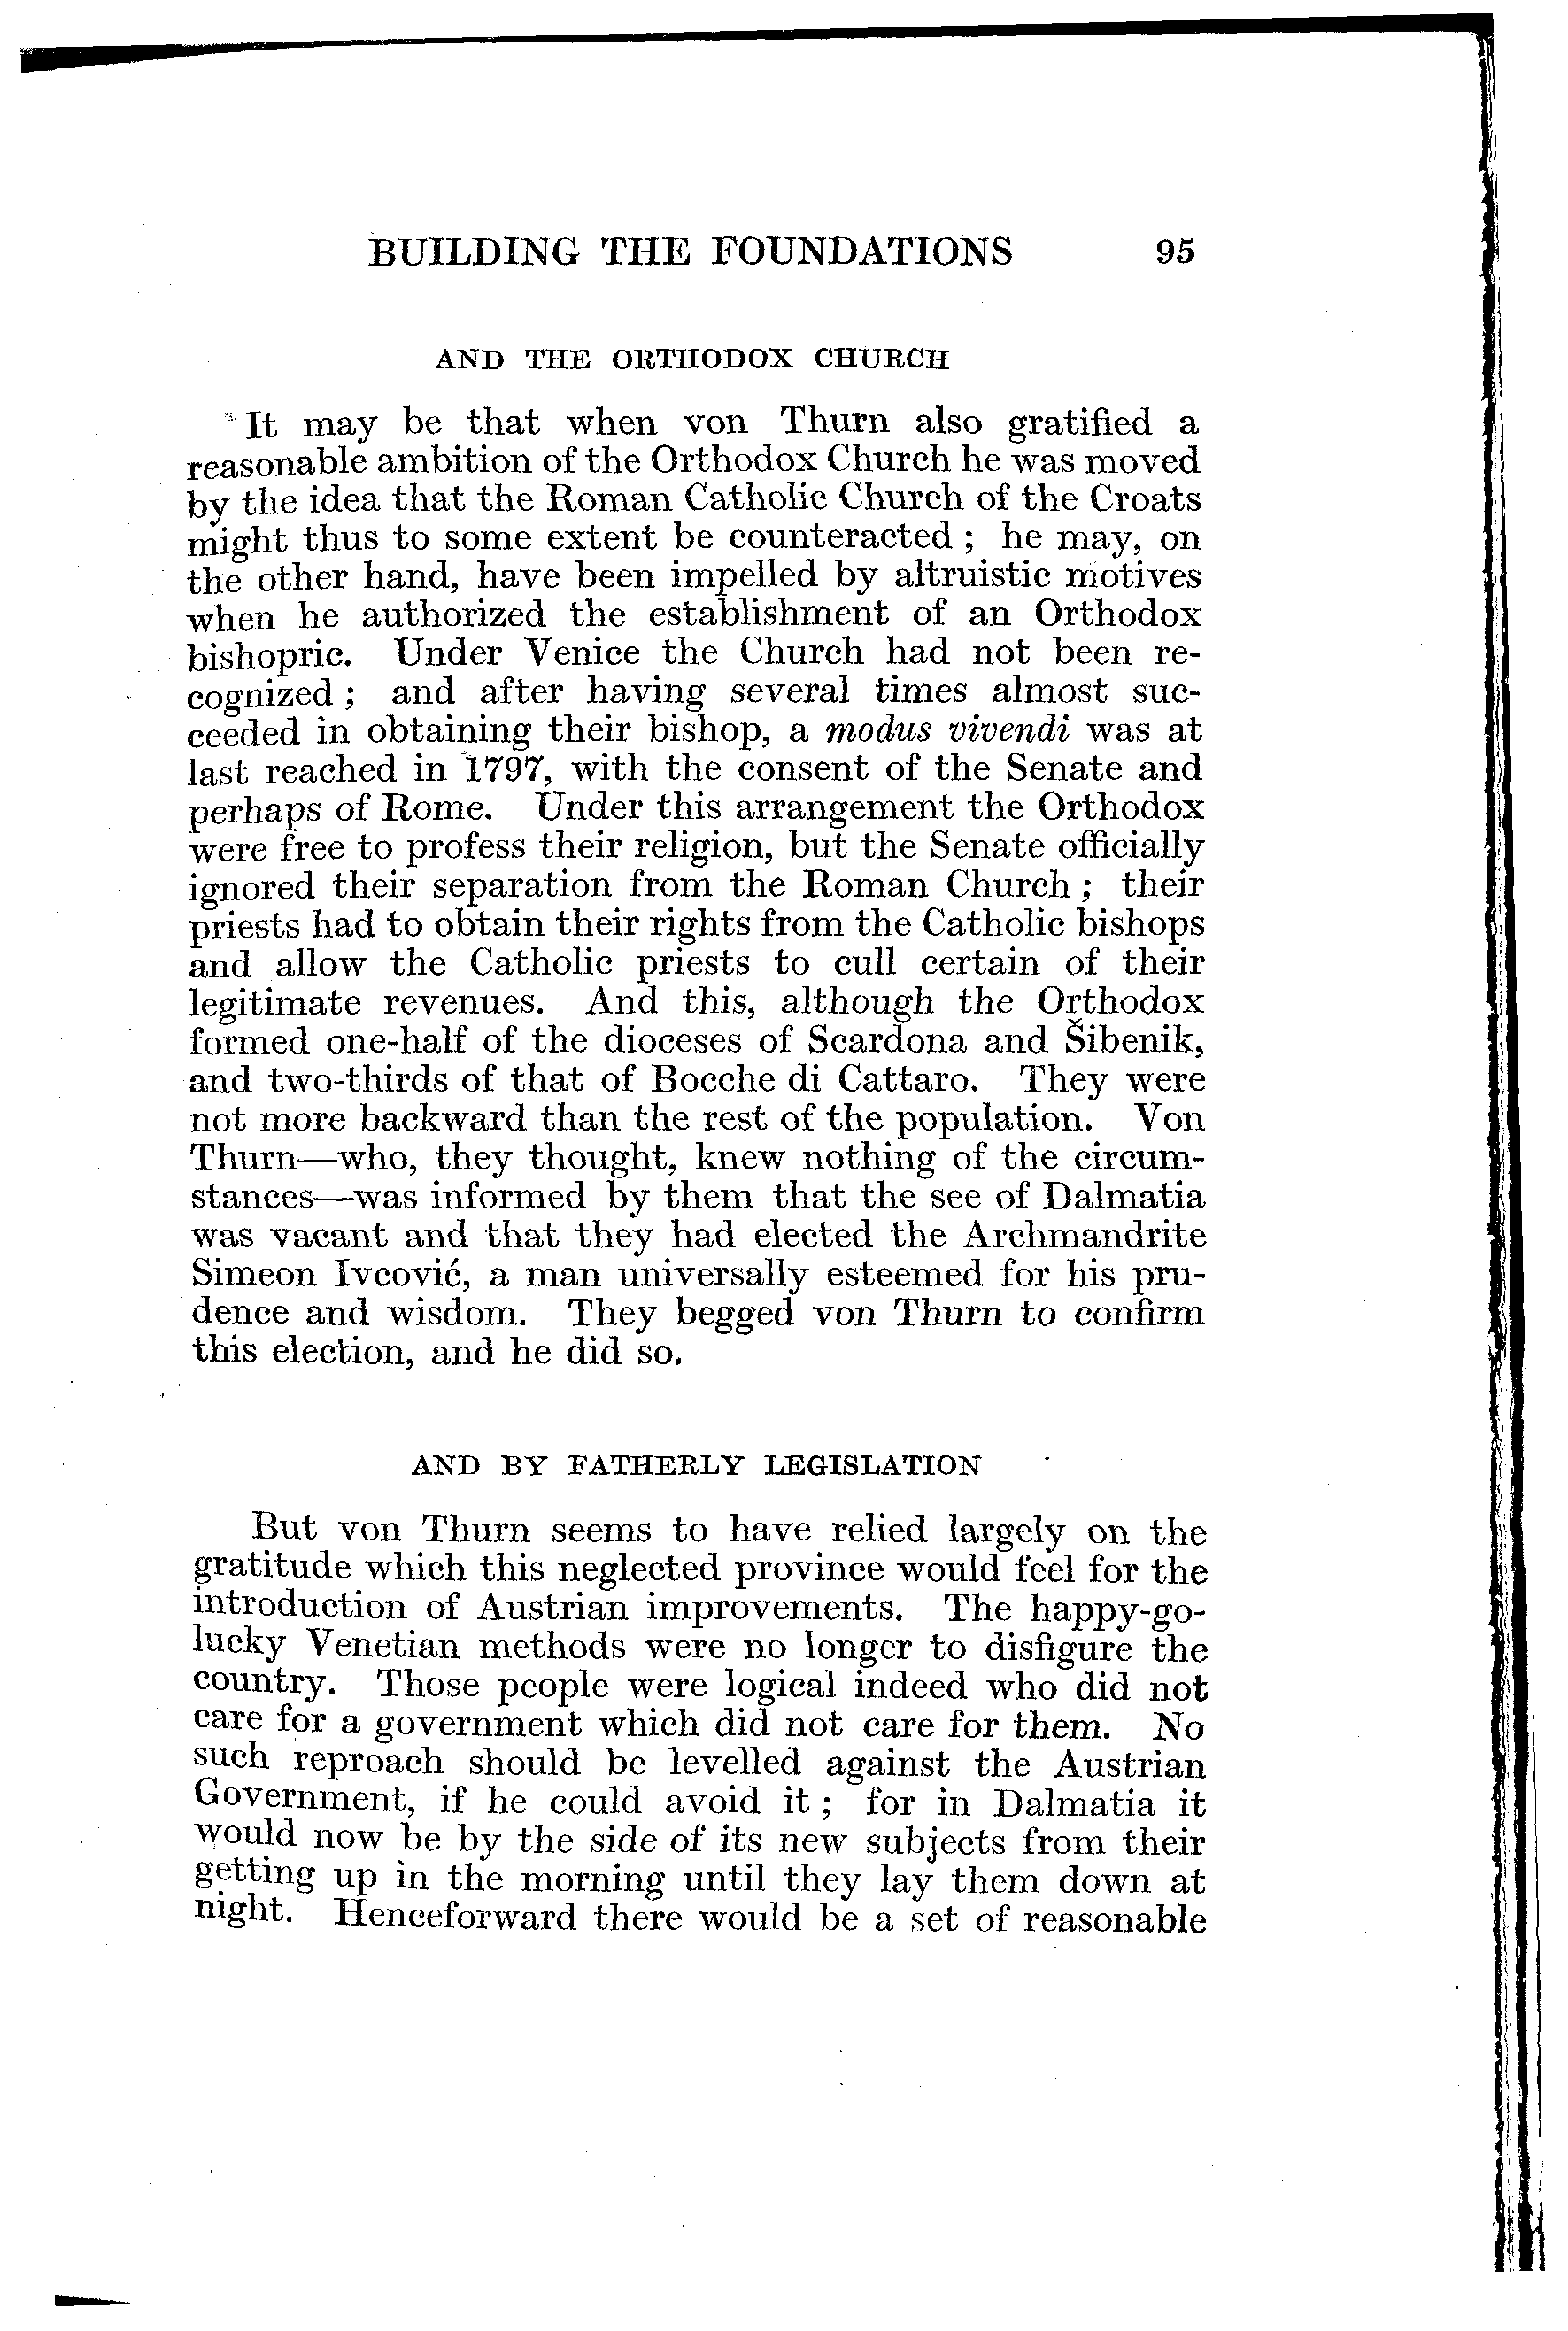 BUILDING THE FOUNDATIONS 95
AND THE ORTHODOX CHURCH
It may be that when von Thurn also gratified a
reasonable ambition of the Orthodox Church he was moved
by the idea that the Roman Catholic Church of the Croats
might thus to some extent be counteracted ; he may, on
the other hand, have been impelled by altruistic motives
when he authorized the establishment of an Orthodox
bishopric. Under Venice the Church had not been re-
cognized ; and after having several times almost suc-
ceeded in obtaining their bishop, a modus vivendi was at
last reached in 1797, with the consent of the Senate and
perhaps of Rome. Under this arrangement the Orthodox
were free to profess their religion, but the Senate officially
ignored their separation from the Roman Church ; their
priests had to obtain their rights from the Catholic bishops
and allow the Catholic priests to cull certain of their
legitimate revenues. And this, although the Orthodox
formed one-half of the dioceses of Scardona and Šibenik,
and two-thirds of that of Bocche di Cattaro. They were
not more backward than the rest of the population. Von
Thurn—who, they thought, knew nothing of the circum-
stances—was informed by them that the see of Dalmatia
was vacant and that they had elected the Archmandrite
Simeon Ivcović, a man universally esteemed for his pru-
dence and wisdom. They begged von Thurn to confirm
this election, and he did so.
AND BY FATHERLY LEGISLATION
But von Thurn seems to have relied largely on the
gratitude which this neglected province would feel for the
introduction of Austrian improvements. The happy-go-
lucky Venetian methods were no longer to disfigure the
country. Those people were logical indeed who did not
care for a government which did not care for them. No
such reproach should be levelled against the Austrian
Government, if he could avoid it ; for in Dalmatia it
would now be by the side of its new subjects from their
getting up in the morning until they lay them down at
night. Henceforward there would be a set of reasonable